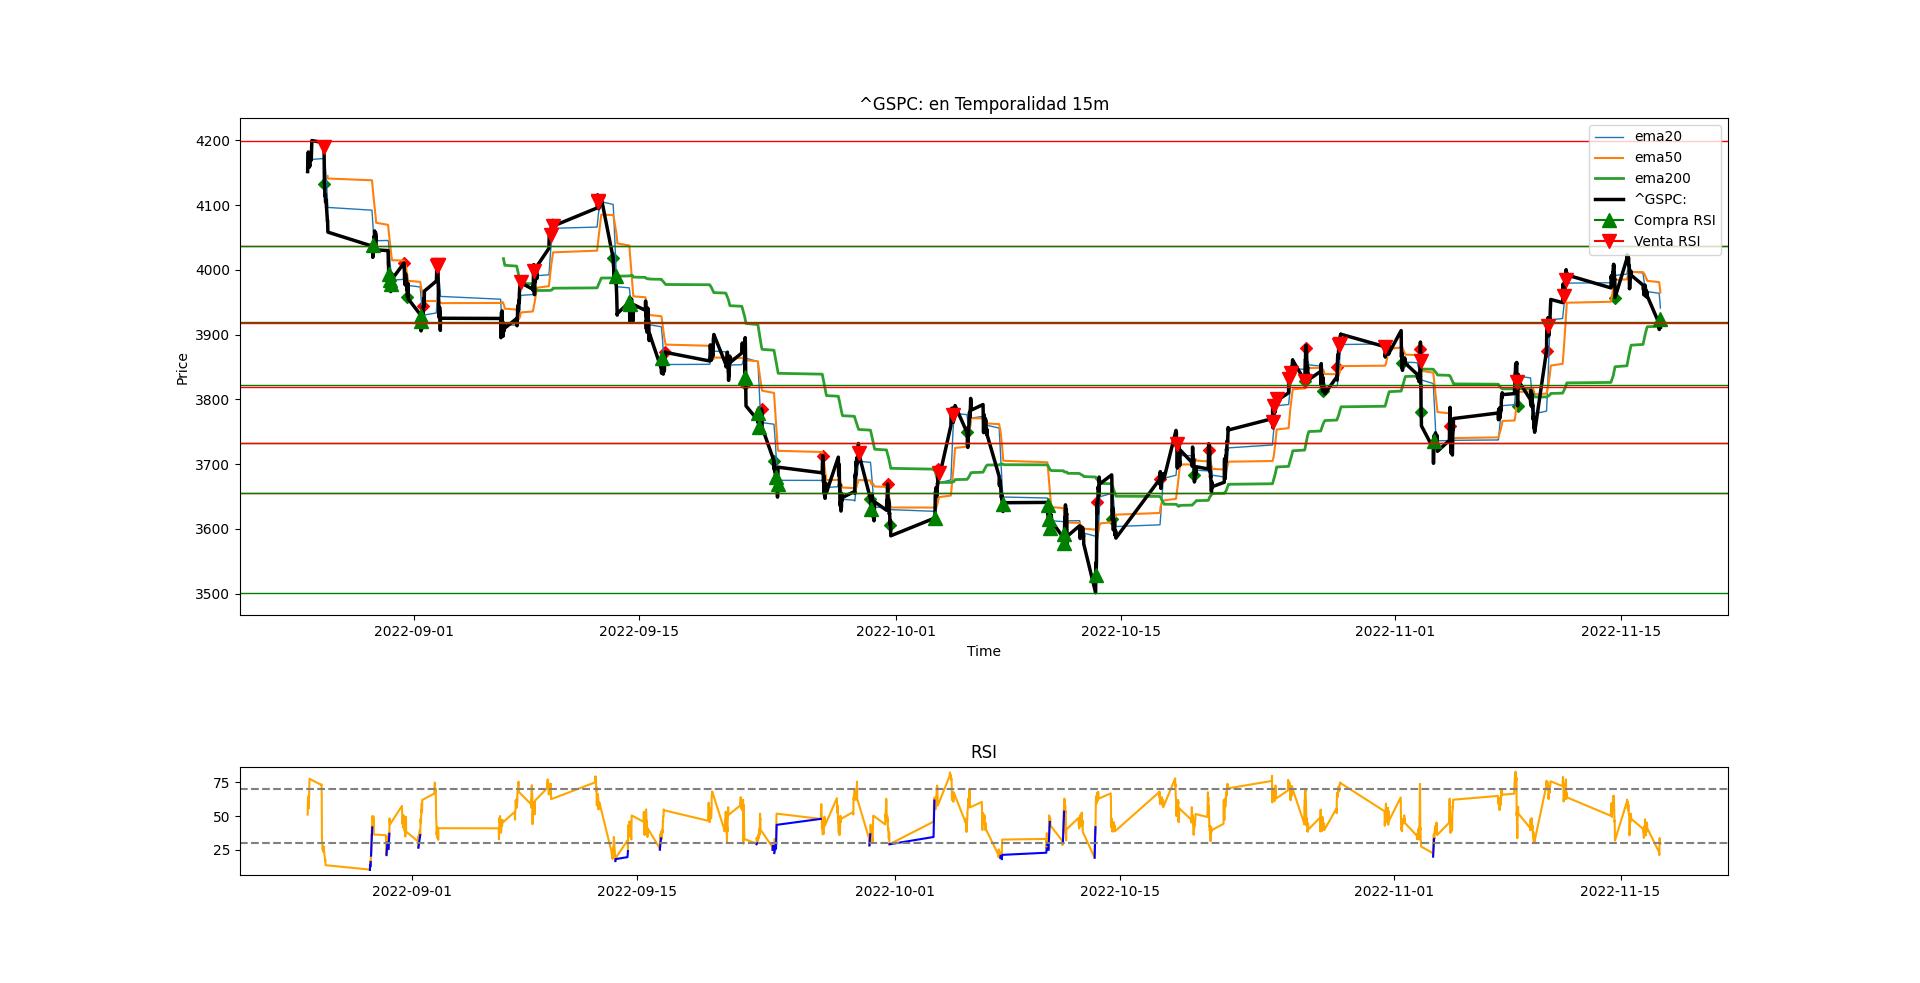 ^GSPC: en Temporalidad 15m
ema20
ema50
ema200
^GSPC:
Compra RSI
Venta RSI
Price
4200
4100
4000
3900
3800
3700
3600
3500
2022-09-01 2022-09-15 2022-10-01 2022-10-15 2022-11-01 2022-11-15
Time
RSI
75
50
25
2022-09-01 2022-09-15 2022-10-01 2022-10-15 2022-11-01 2022-11-15